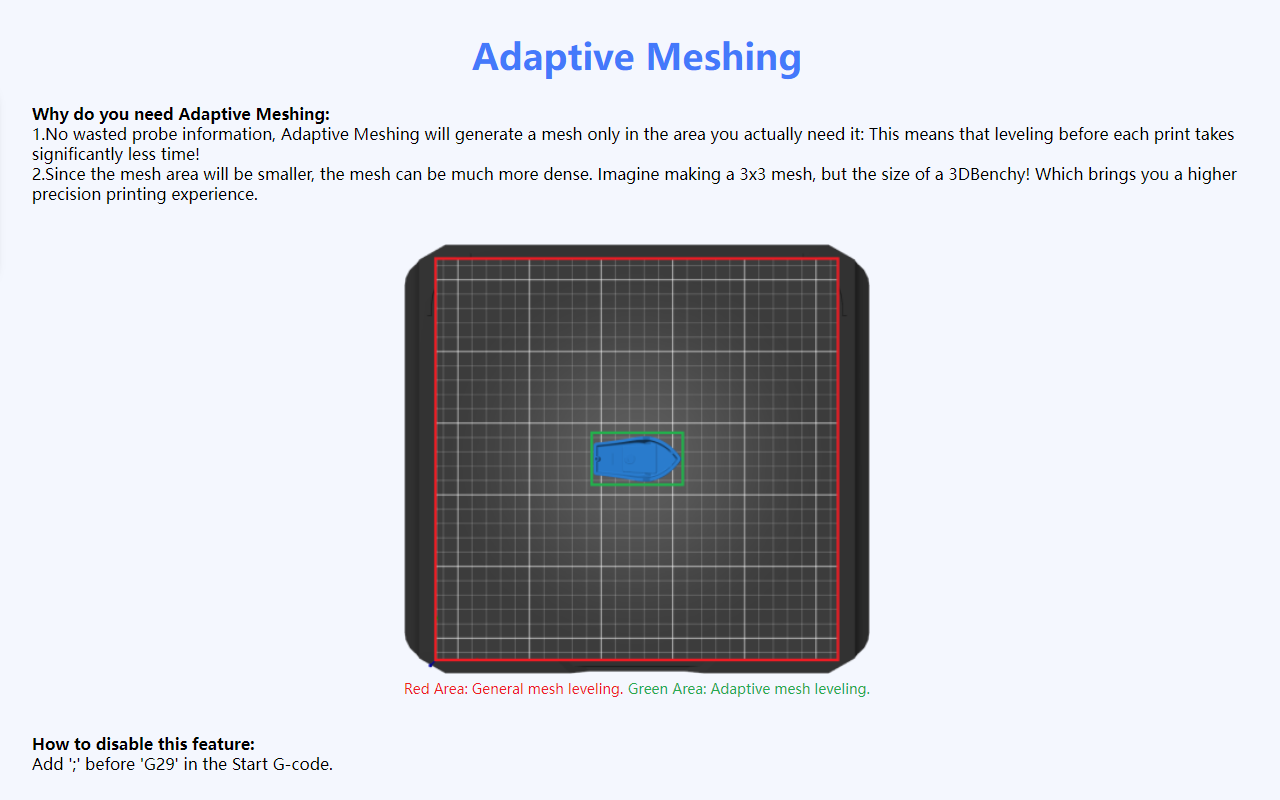 Adaptive Meshing
Why do you need Adaptive Meshing:
1.No wasted probe information, Adaptive Meshing will generate a mesh only in the area you actually need it: This means that leveling before each print takes
significantly less time!
2.Since the mesh area will be smaller, the mesh can be much more dense. Imagine making a 3x3 mesh, but the size of a 3DBenchy! Which brings you a higher
precision printing experience.
Red Area: General mesh leveling. Green Area: Adaptive mesh leveling.
How to disable this feature:
Add ';' before 'G29' in the Start G-code.